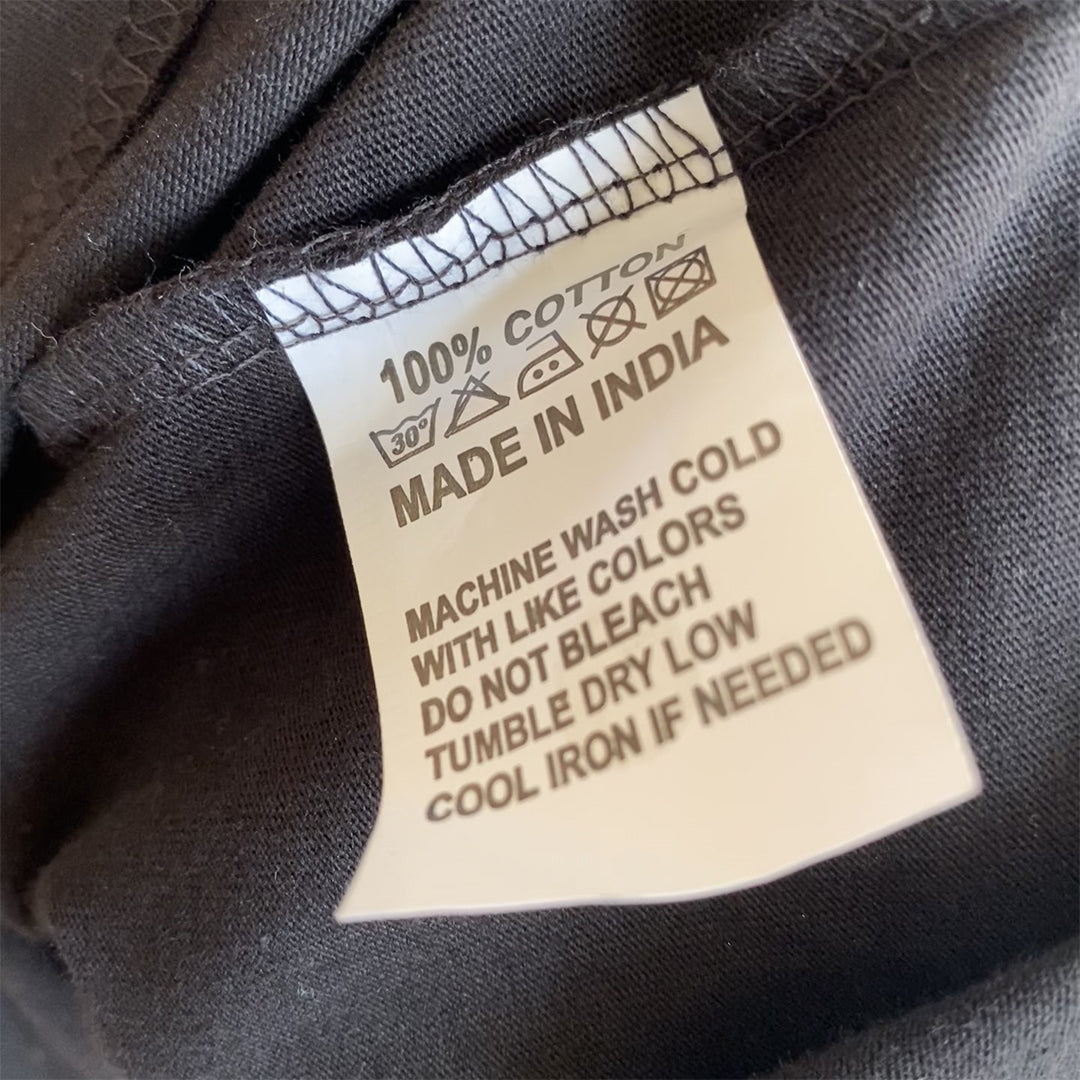 100% COTTON
30°
MADE IN INDIA
MACHINE WASH COLD
WITH LIKE COLORS
DO NOT BLEACH
TUMBLE DRY LOW
COOL IRON IF NEEDED